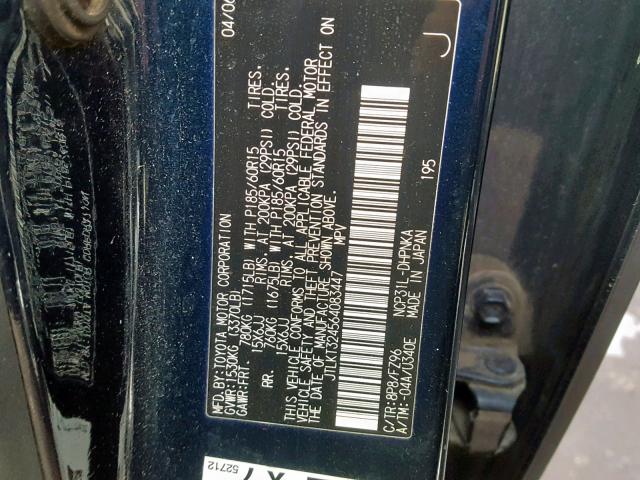 MFD.BY:TOYOTA MOTOR CORPORATION 04/06
GVWR:1530KG (3370LB)
GAWR:FRT. 780KG (1715LB) WITH P185/60R15 TIRES.
15X6JJ RIMS. AT 200KPA (29PSI) COLD.
RR. 760KG (1675LB) WITH P185/60R15 TIRES.
15X6JJ RIMS. AT 200KPA (29PSI) COLD.
THIS VEHICLE CONFORMS TO ALL APPLICABLE FEDERAL MOTOR
VEHICLE SAFETY AND THEFT PREVENTION STANDARDS IN EFFECT ON
THE DATE OF MANUFACTURE SHOWN ABOVE.
JTLKT324564083447 MPV
195
C/TR:8P8/FZ96 NCP31L-DHPNKA
A/TM:-04A/U340E MADE IN JAPAN
J
52712